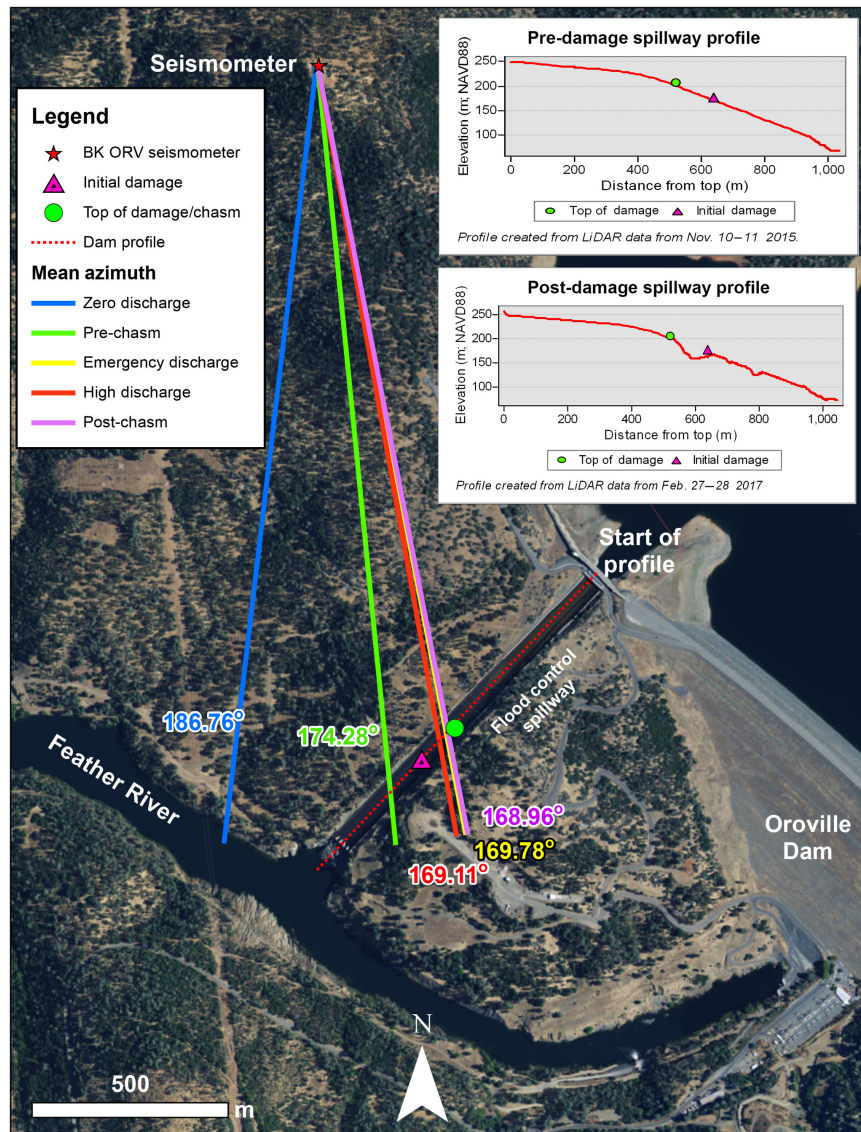 Seismometer
Legend
BK ORV seismometer
Initial damage
Top of damage/chasm
Dam profile
Mean azimuth
Zero discharge
Pre-chasm
Emergency discharge
High discharge
Post-chasm
Pre-damage spillway profile
Elevation (m; NAVD88)
250
200
150
100
0
200
400
600
800
1,000
Distance from top (m)
Top of damage
Initial damage
Profile created from LiDAR data from Nov. 10–11 2015.
Post-damage spillway profile
Elevation (m; NAVD88)
250
200
150
100
0
200
400
600
800
1,000
Distance from top (m)
Top of damage
Initial damage
Profile created from LiDAR data from Feb. 27–28 2017
Start of
profile
Flood control
spillway
186.76°
174.28°
Feather River
168.96°
169.78°
169.11°
Oroville
Dam
N
500
m